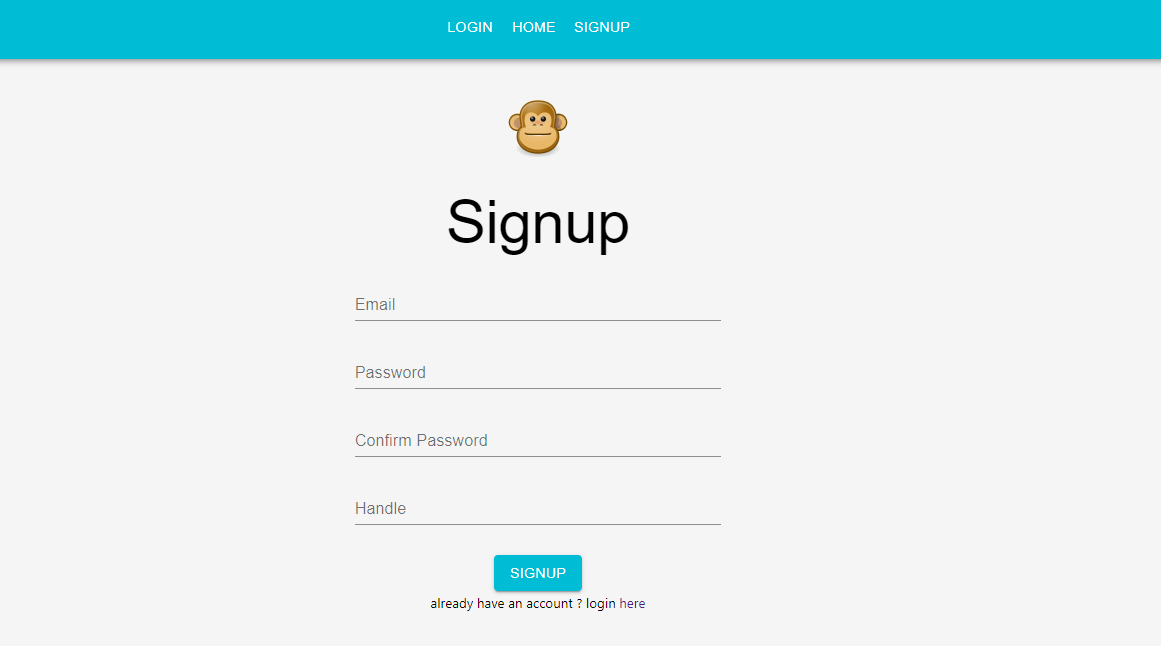 LOGIN HOME SIGNUP
Signup
Email
Password
Confirm Password
Handle
SIGNUP
already have an account ? login here